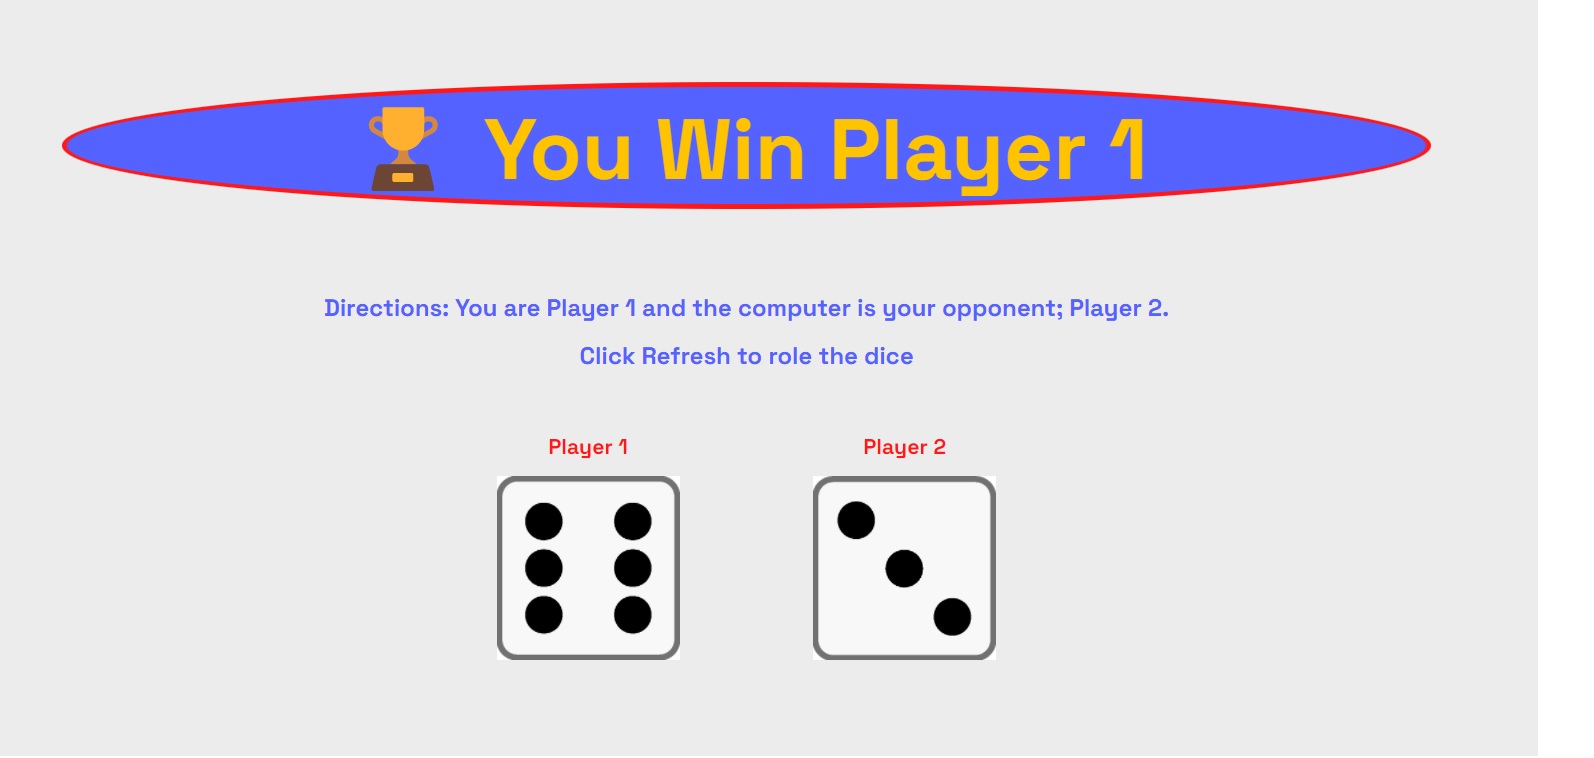 You Win Player 1
Directions: You are Player 1 and the computer is your opponent; Player 2.
Click Refresh to role the dice
Player 1
Player 2